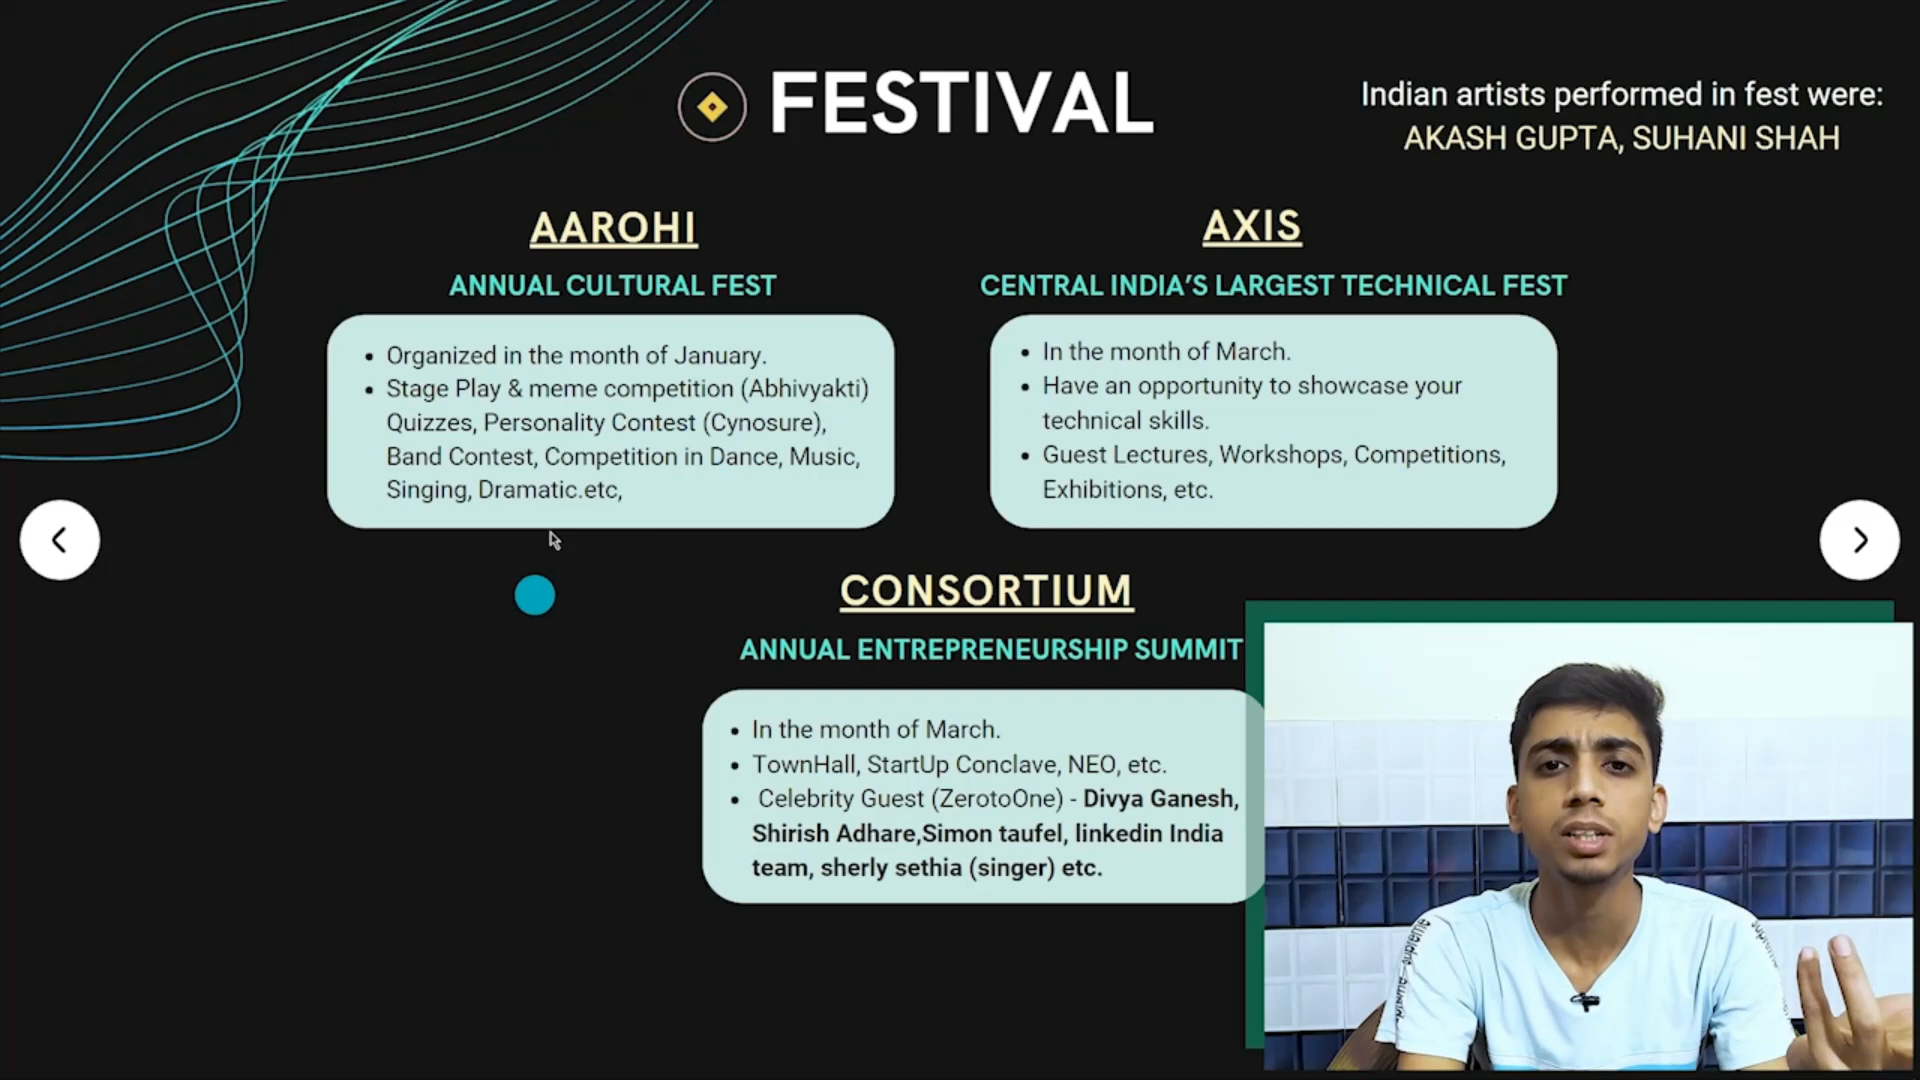 FESTIVAL
Indian artists performed in fest were:
AKASH GUPTA, SUHANI SHAH
AAROHI
ANNUAL CULTURAL FEST
• Organized in the month of January.
• Stage Play & meme competition (Abhivyakti)
Quizzes, Personality Contest (Cynosure),
Band Contest, Competition in Dance, Music,
Singing, Dramatic.etc,
AXIS
CENTRAL INDIA'S LARGEST TECHNICAL FEST
• In the month of March.
• Have an opportunity to showcase your
technical skills.
• Guest Lectures, Workshops, Competitions,
Exhibitions, etc.
CONSORTIUM
ANNUAL ENTREPRENEURSHIP SUMMIT
• In the month of March.
• TownHall, StartUp Conclave, NEO, etc.
• Celebrity Guest (ZerotoOne) - Divya Ganesh,
Shirish Adhare,Simon taufel, linkedin India
team, sherly sethia (singer) etc.
supreme